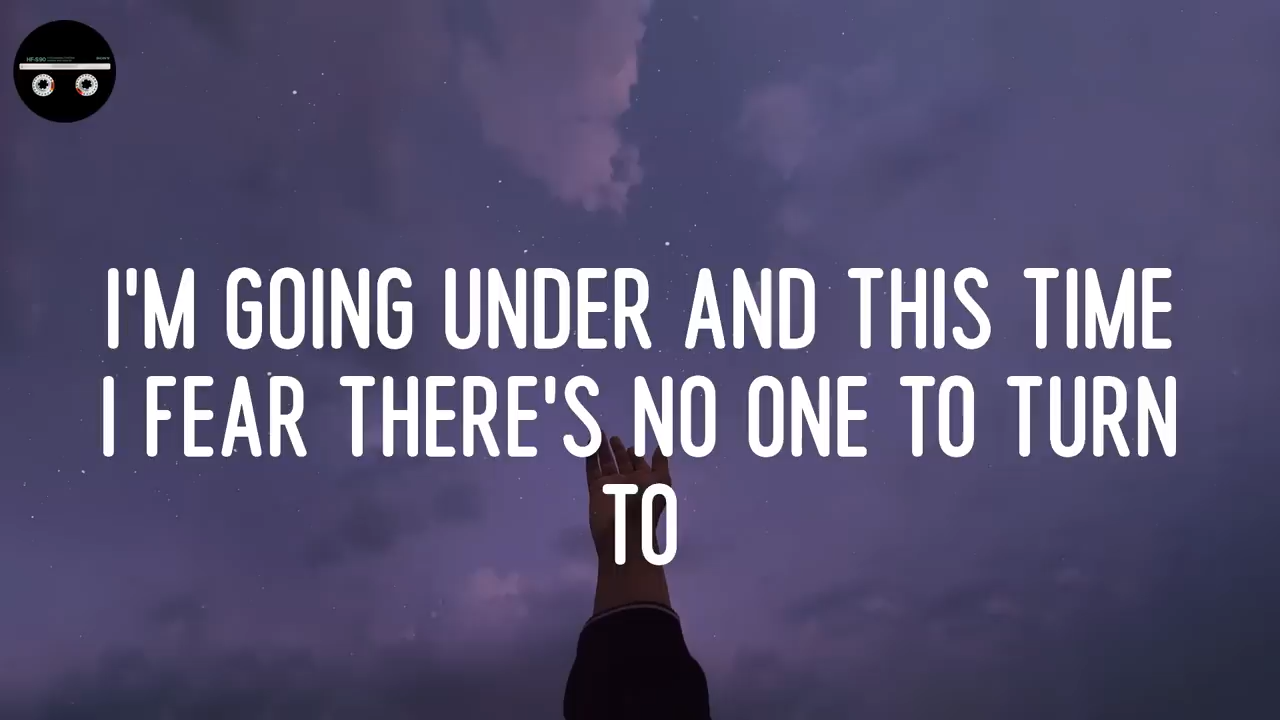 I'M GOING UNDER AND THIS TIME
I FEAR THERE'S NO ONE TO TURN
TO